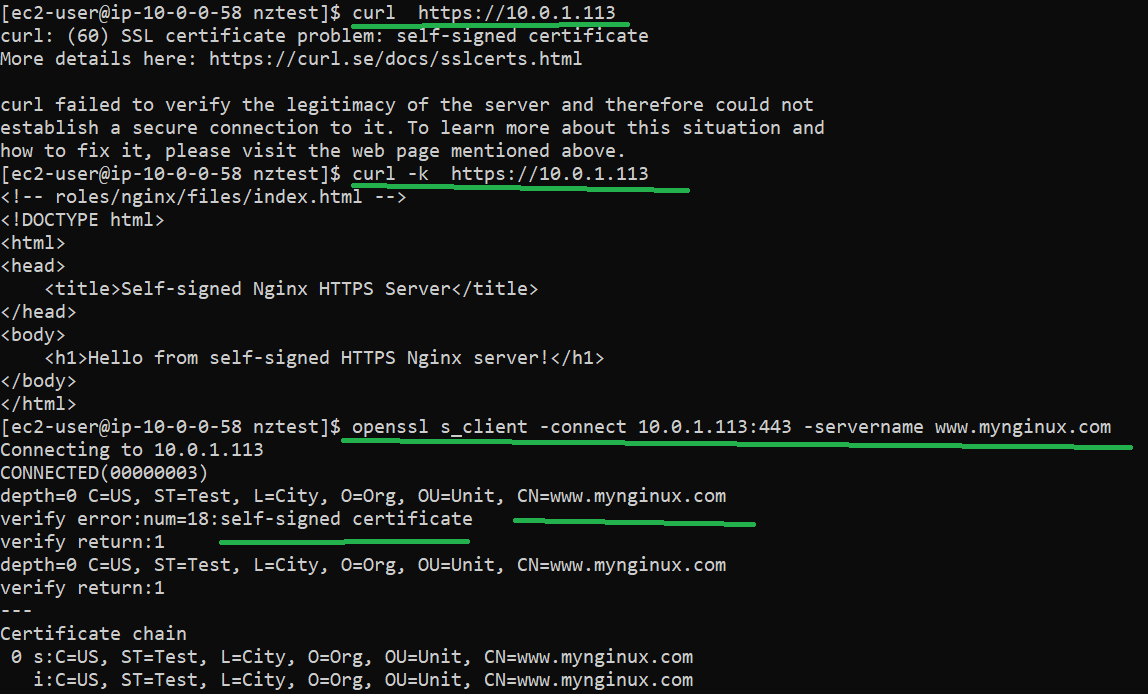 [ec2-user@ip-10-0-0-58 nztest]$ curl  https://10.0.1.113
curl: (60) SSL certificate problem: self-signed certificate
More details here: https://curl.se/docs/sslcerts.html

curl failed to verify the legitimacy of the server and therefore could not
establish a secure connection to it. To learn more about this situation and
how to fix it, please visit the web page mentioned above.
[ec2-user@ip-10-0-0-58 nztest]$ curl -k  https://10.0.1.113
<!-- roles/nginx/files/index.html -->
<!DOCTYPE html>
<html>
<head>
    <title>Self-signed Nginx HTTPS Server</title>
</head>
<body>
    <h1>Hello from self-signed HTTPS Nginx server!</h1>
</body>
</html>
[ec2-user@ip-10-0-0-58 nztest]$ openssl s_client -connect 10.0.1.113:443 -servername www.mynginux.com
Connecting to 10.0.1.113
CONNECTED(00000003)
depth=0 C=US, ST=Test, L=City, O=Org, OU=Unit, CN=www.mynginux.com
verify error:num=18:self-signed certificate
verify return:1
depth=0 C=US, ST=Test, L=City, O=Org, OU=Unit, CN=www.mynginux.com
verify return:1
---
Certificate chain
 0 s:C=US, ST=Test, L=City, O=Org, OU=Unit, CN=www.mynginux.com
   i:C=US, ST=Test, L=City, O=Org, OU=Unit, CN=www.mynginux.com